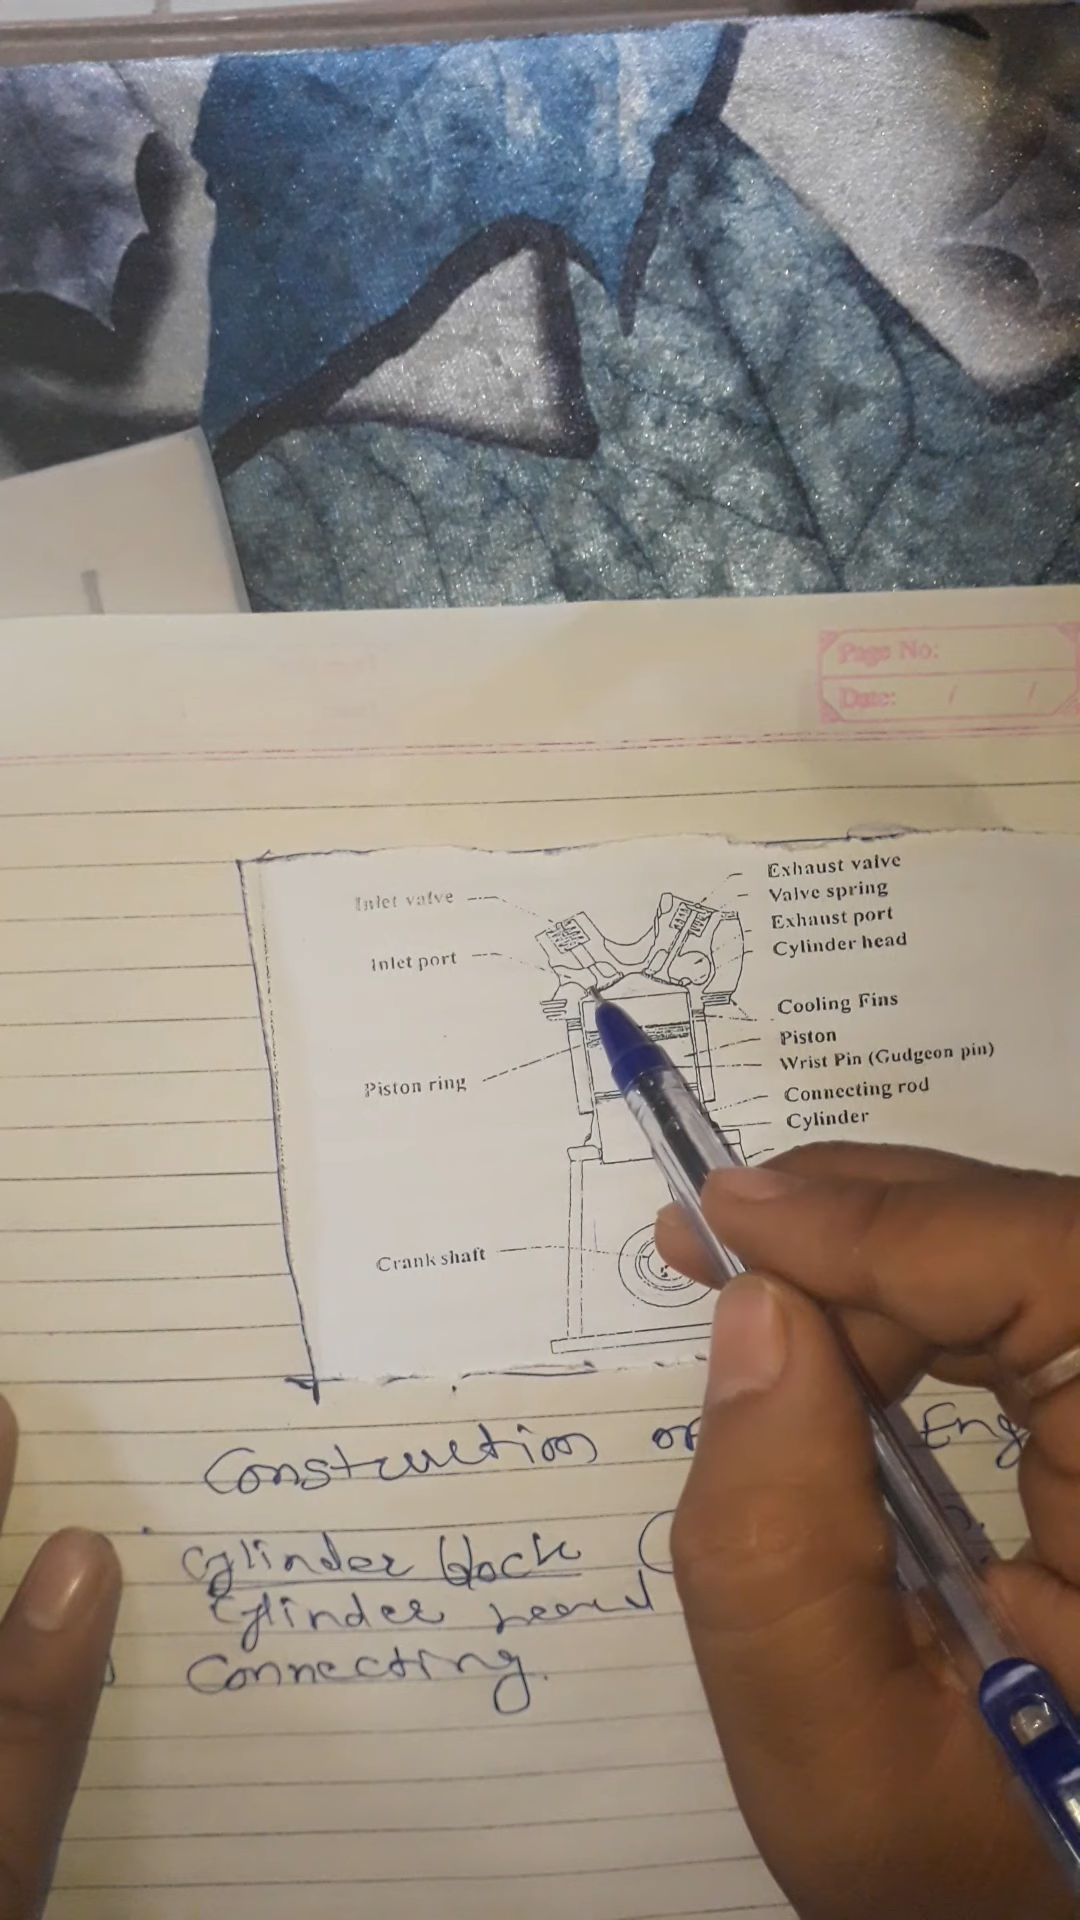 Page No:
Date: / /
Inlet valve
Inlet port
Piston ring
Crank shaft
Exhaust valve
Valve spring
Exhaust port
Cylinder head
Cooling Fins
Piston
Wrist Pin (Gudgeon pin)
Connecting rod
Cylinder
Construction of Eng
Cylinder block (
Cylinder head
Connecting.